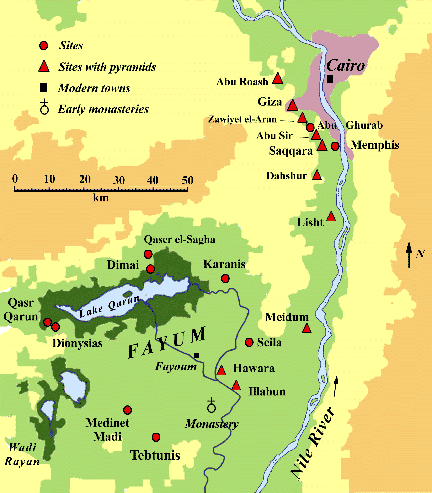 Sites
Sites with pyramids
Modern towns
Early monasteries
Cairo
Abu Roash
Giza
Zawiyet el-Aran
Abu Ghurab
Abu Sir
Saqqara
Memphis
Dahshur
0 10 20 30 40 50
km
Lisht
N
Qasr el-Sagha
Dimai
Karanis
Qasr
Qarun
Lake Qarun
Dionysias
FAYUM
Meidum
Seila
Fayoum
Hawara
Illahun
Medinet
Madi
Monastery
Tebtunis
Wadi
Rayan
Nile River